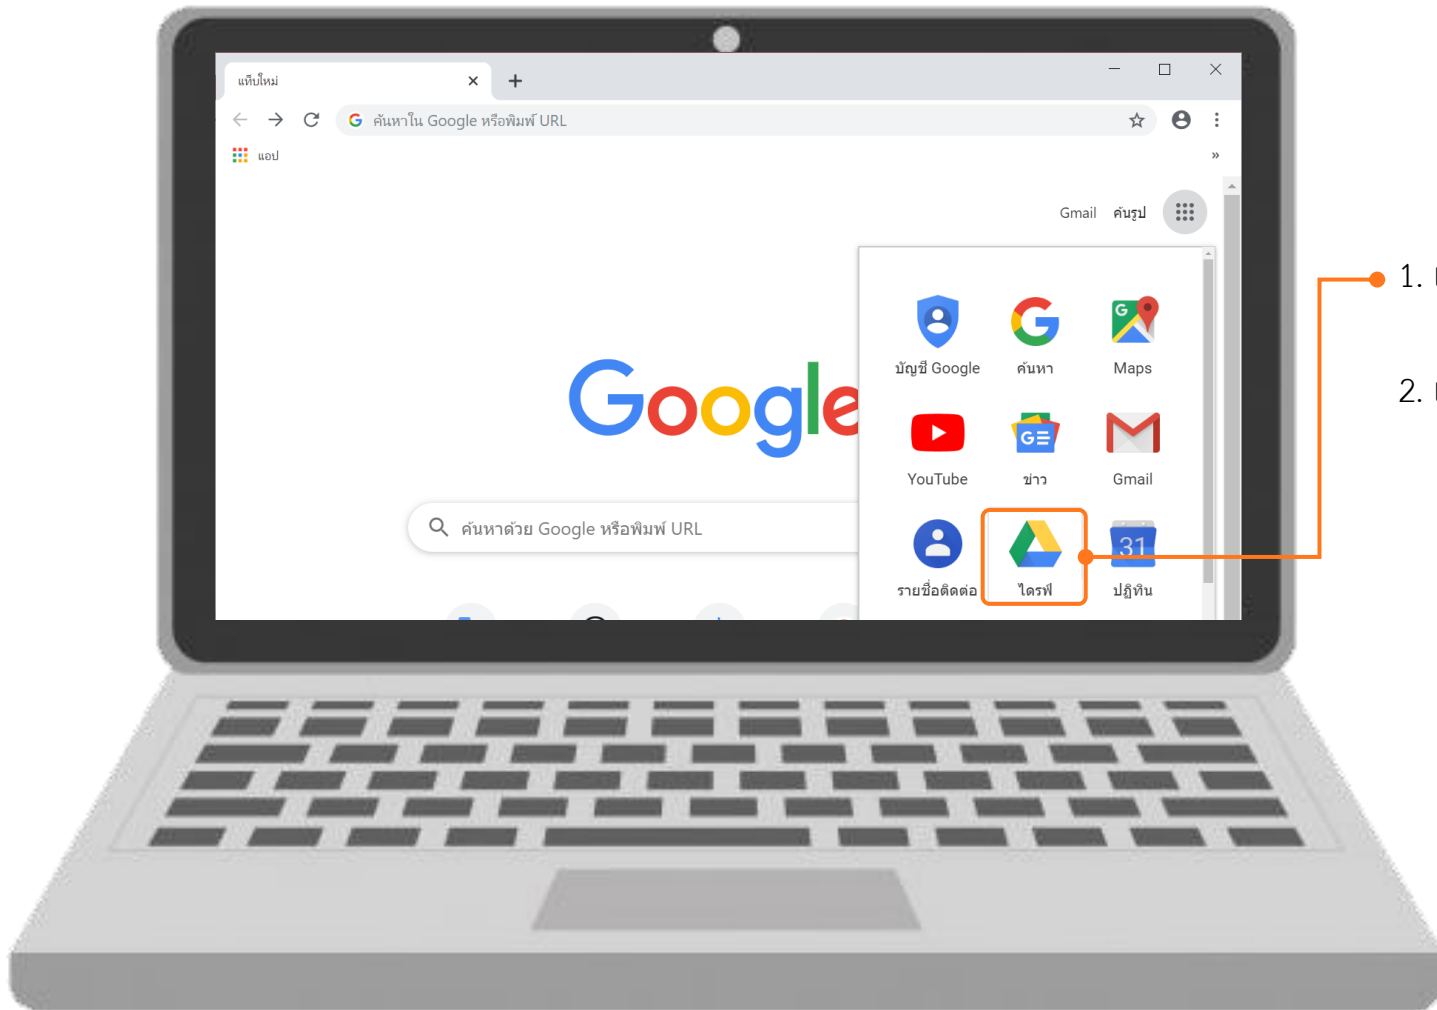 แท็บใหม่
ค้นหาใน Google หรือพิมพ์ URL
แอป
Gmail ค้นรูป
Google
บัญชี Google ค้นหา Maps
YouTube ข่าว Gmail
31
รายชื่อติดต่อ ไดรฟ์ ปฏิทิน
ค้นหาด้วย Google หรือพิมพ์ URL
1.
2.